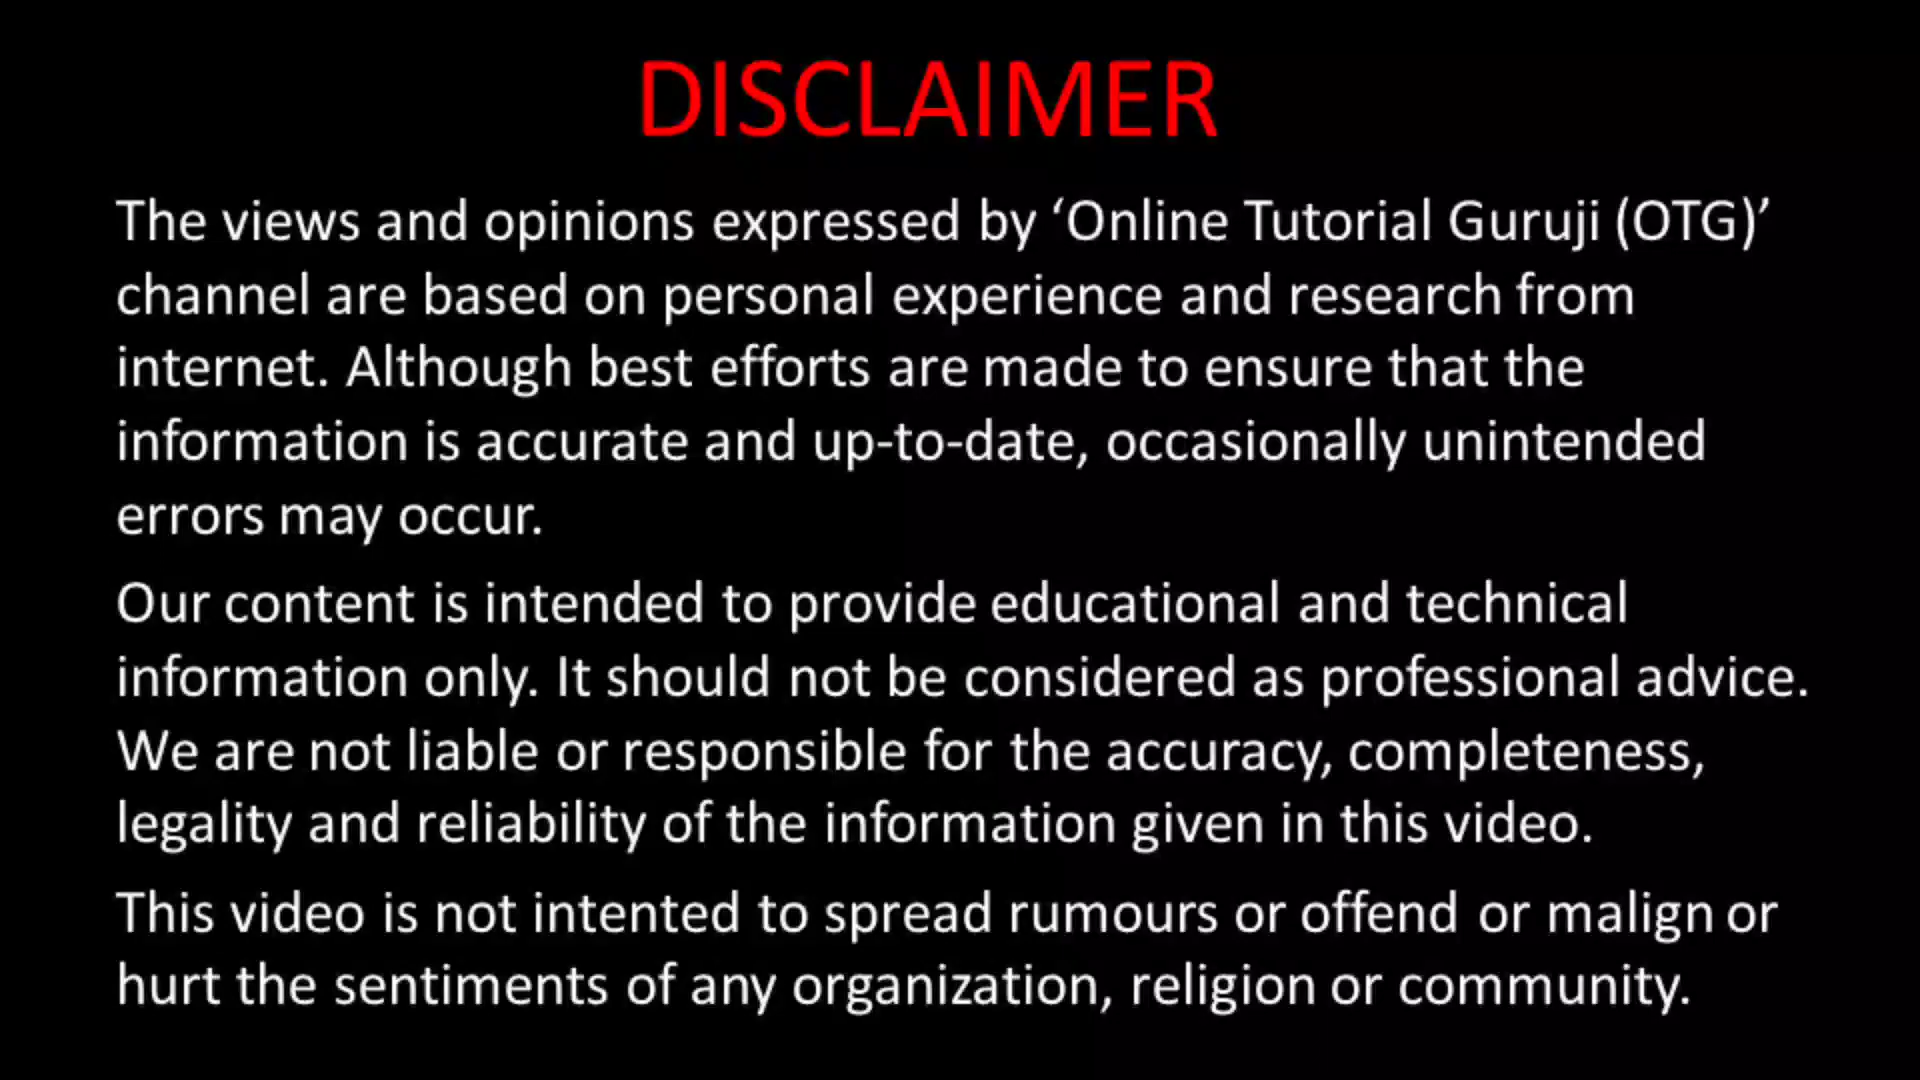 DISCLAIMER
The views and opinions expressed by ‘Online Tutorial Guruji (OTG)’
channel are based on personal experience and research from
internet. Although best efforts are made to ensure that the
information is accurate and up-to-date, occasionally unintended
errors may occur.
Our content is intended to provide educational and technical
information only. It should not be considered as professional advice.
We are not liable or responsible for the accuracy, completeness,
legality and reliability of the information given in this video.
This video is not intented to spread rumours or offend or malign or
hurt the sentiments of any organization, religion or community.